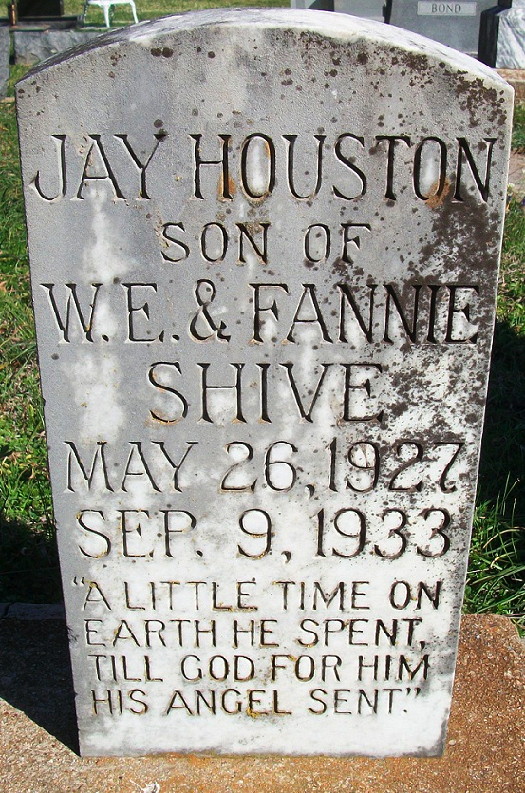 BOND
JAY HOUSTON
SON OF
W.E. & FANNIE
SHIVE
MAY 26, 1927
SEP. 9, 1933
"A LITTLE TIME ON
EARTH HE SPENT,
TILL GOD FOR HIM
HIS ANGEL SENT."